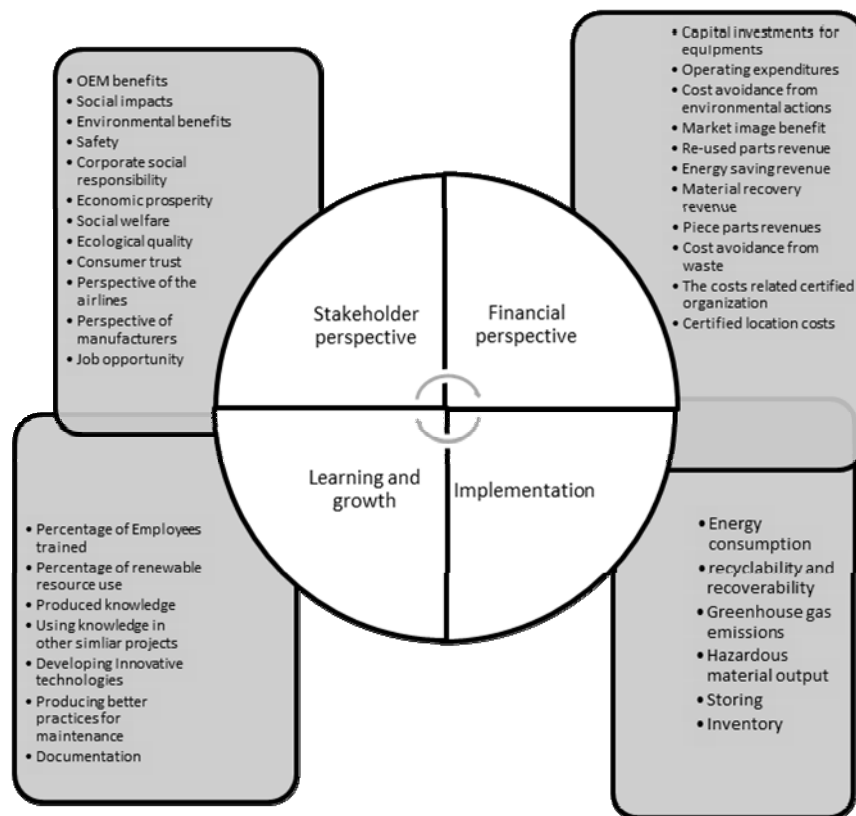 • OEM benefits
• Social impacts
• Environmental benefits
• Safety
• Corporate social
responsibility
• Economic prosperity
• Social welfare
• Ecological quality
• Consumer trust
• Perspective of the
airlines
• Perspective of
manufacturers
• Job opportunity
• Capital investments for
equipments
• Operating expenditures
• Cost avoidance from
environmental actions
• Market image benefit
• Re-used parts revenue
• Energy saving revenue
• Material recovery
revenue
• Piece parts revenues
• Cost avoidance from
waste
• The costs related certified
organization
• Certified location costs
Stakeholder
perspective
Financial
perspective
Learning and
growth
Implementation
• Percentage of Employees
trained
• Percentage of renewable
resource use
• Produced knowledge
• Using knowledge in
other simliar projects
• Developing Innovative
technologies
• Producing better
practices for
maintenance
• Documentation
• Energy
consumption
• recyclability and
recoverability
• Greenhouse gas
emissions
• Hazardous
material output
• Storing
• Inventory